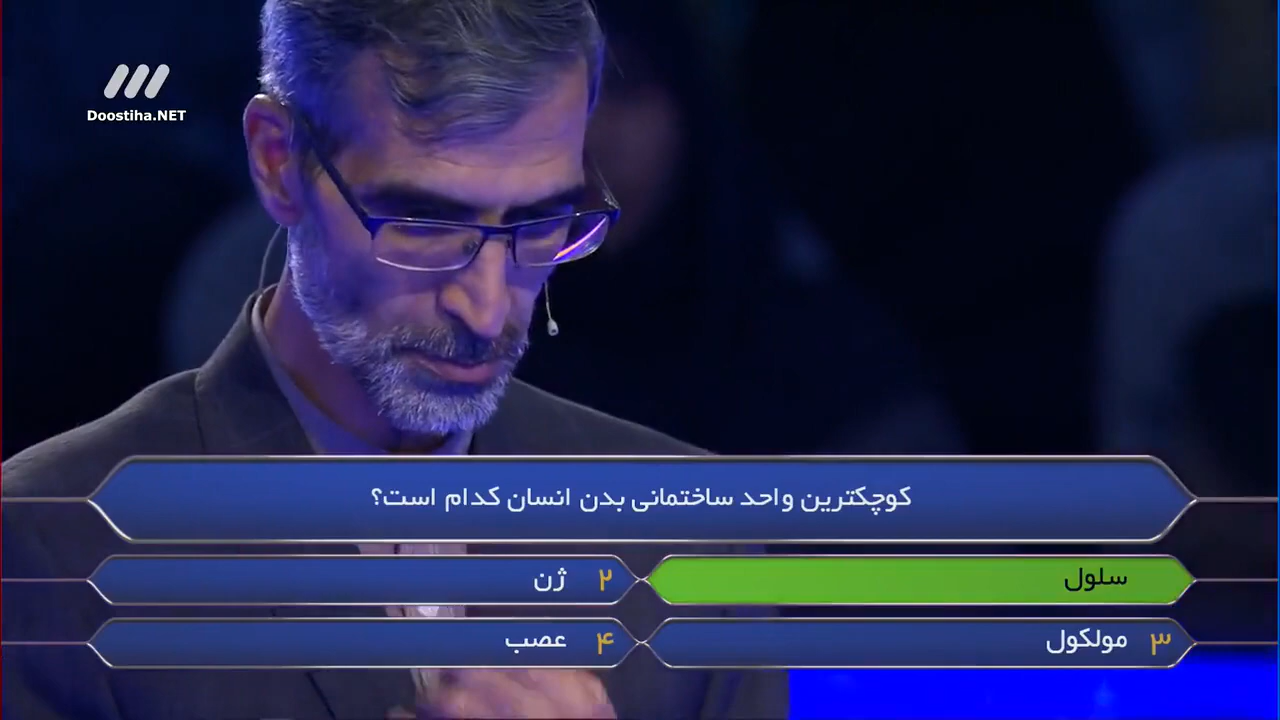 Doostiha.NET
کوچکترین واحد ساختمانی بدن انسان کدام است؟
سلول
۲ ژن
۳ مولکول
۴ عصب